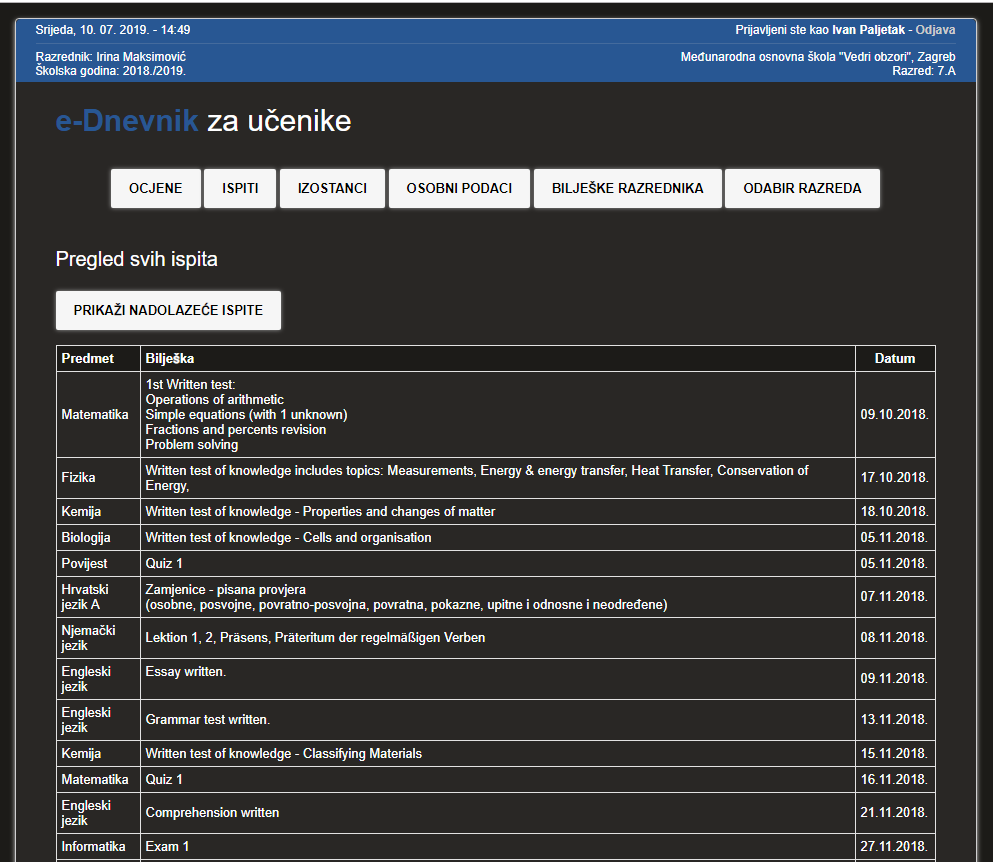 Srijeda, 10. 07. 2019. - 14:49
Prijavljeni ste kao Ivan Paljetak - Odjava
Razrednik: Irina Maksimović
Školska godina: 2018./2019.
Međunarodna osnovna škola "Vedri obzori", Zagreb
Razred: 7.A
e-Dnevnik za učenike
OCJENE
ISPITI
IZOSTANCI
OSOBNI PODACI
BILJEŠKE RAZREDNIKA
ODABIR RAZREDA
Pregled svih ispita
PRIKAŽI NADOLAZEĆE ISPITE
Predmet Bilješka Datum
Matematika
1st Written test:
Operations of arithmetic
Simple equations (with 1 unknown)
Fractions and percents revision
Problem solving
09.10.2018.
Fizika
Written test of knowledge includes topics: Measurements, Energy & energy transfer, Heat Transfer, Conservation of
Energy,
17.10.2018.
Kemija Written test of knowledge - Properties and changes of matter 18.10.2018.
Biologija Written test of knowledge - Cells and organisation 05.11.2018.
Povijest Quiz 1 05.11.2018.
Hrvatski
jezik A
Zamjenice - pisana provjera
(osobne, posvojne, povratno-posvojna, povratna, pokazne, upitne i odnosne i neodređene)
07.11.2018.
Njemački
jezik
Lektion 1, 2, Präsens, Präteritum der regelmäßigen Verben
08.11.2018.
Engleski
jezik
Essay written.
09.11.2018.
Engleski
jezik
Grammar test written.
13.11.2018.
Kemija Written test of knowledge - Classifying Materials 15.11.2018.
Matematika Quiz 1 16.11.2018.
Engleski
jezik
Comprehension written
21.11.2018.
Informatika Exam 1 27.11.2018.